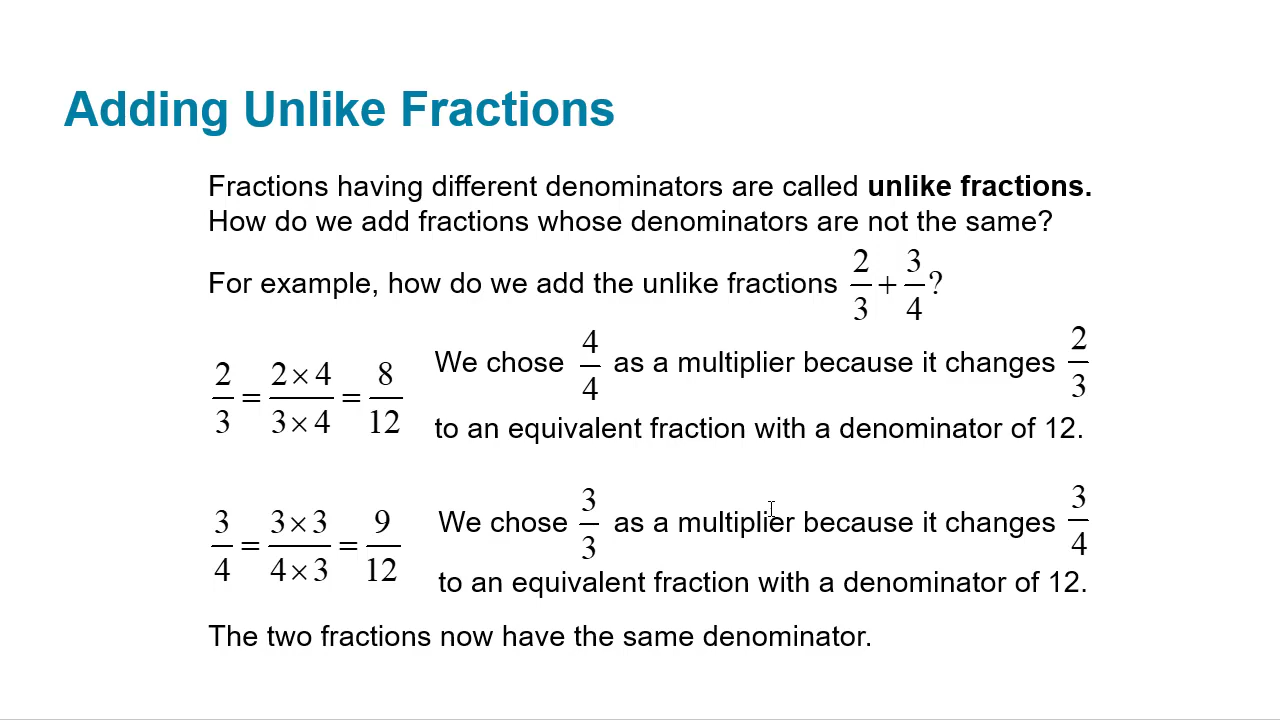 Adding Unlike Fractions
Fractions having different denominators are called unlike fractions.
How do we add fractions whose denominators are not the same?
For example, how do we add the unlike fractions 2/3 + 3/4?
2/3 = 2×4/3×4 = 8/12 We chose 4/4 as a multiplier because it changes 2/3
to an equivalent fraction with a denominator of 12.
3/4 = 3×3/4×3 = 9/12 We chose 3/3 as a multiplier because it changes 3/4
to an equivalent fraction with a denominator of 12.
The two fractions now have the same denominator.